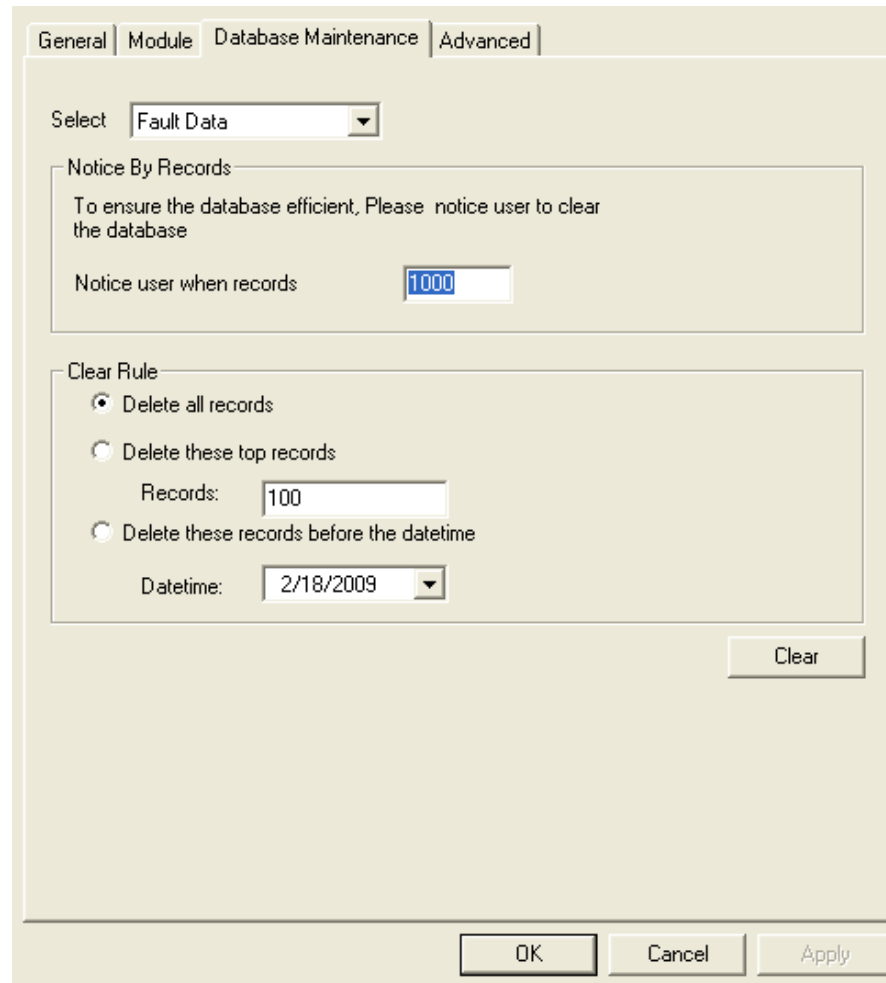 General Module Database Maintenance Advanced
Select Fault Data
Notice By Records
To ensure the database efficient, Please notice user to clear
the database
Notice user when records 1000
Clear Rule
Delete all records
Delete these top records
Records: 100
Delete these records before the datetime
Datetime: 2/18/2009
Clear
OK Cancel Apply